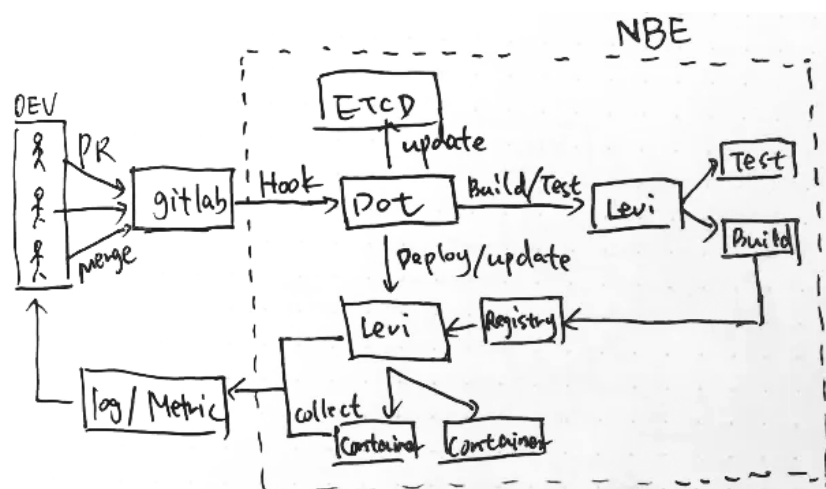 NBE
DEV
ETCD
PR
update
Test
Hook
Build/Test
gitlab
Dot
Levi
Build
merge
Deploy/update
Levi
Registry
log/Metric
collect
Container
Container